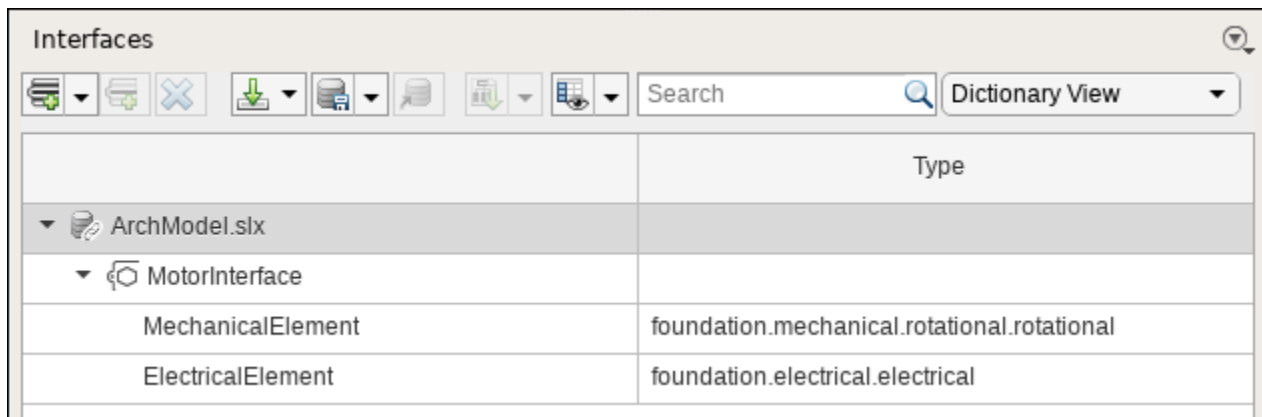 Interfaces
Search Dictionary View
Type
ArchModel.slx
MotorInterface
MechanicalElement foundation.mechanical.rotational.rotational
ElectricalElement foundation.electrical.electrical